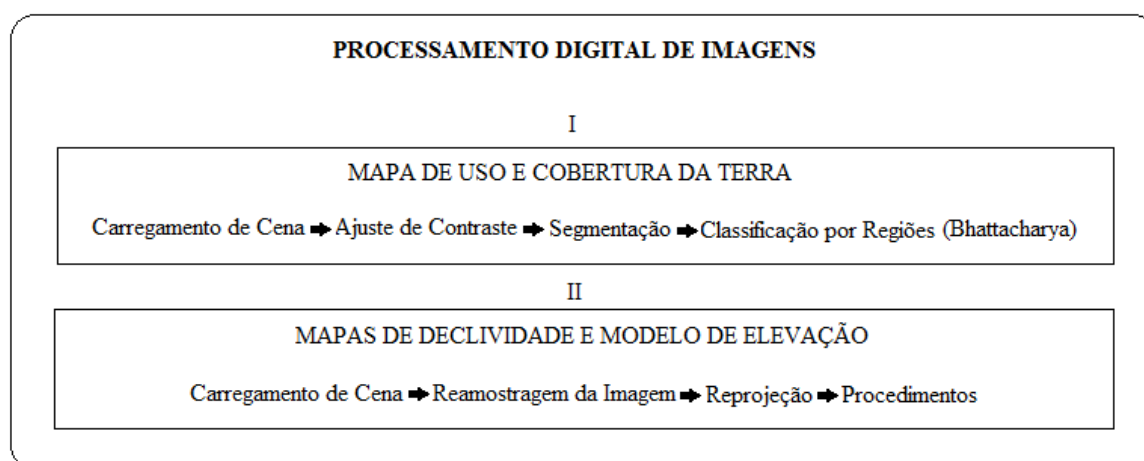 PROCESSAMENTO DIGITAL DE IMAGENS
I
MAPA DE USO E COBERTURA DA TERRA
Carregamento de Cena ➡ Ajuste de Contraste ➡ Segmentação ➡ Classificação por Regiões (Bhattacharya)
II
MAPAS DE DECLIVIDADE E MODELO DE ELEVAÇÃO
Carregamento de Cena ➡ Reamostragem da Imagem ➡ Reprojeção ➡ Procedimentos